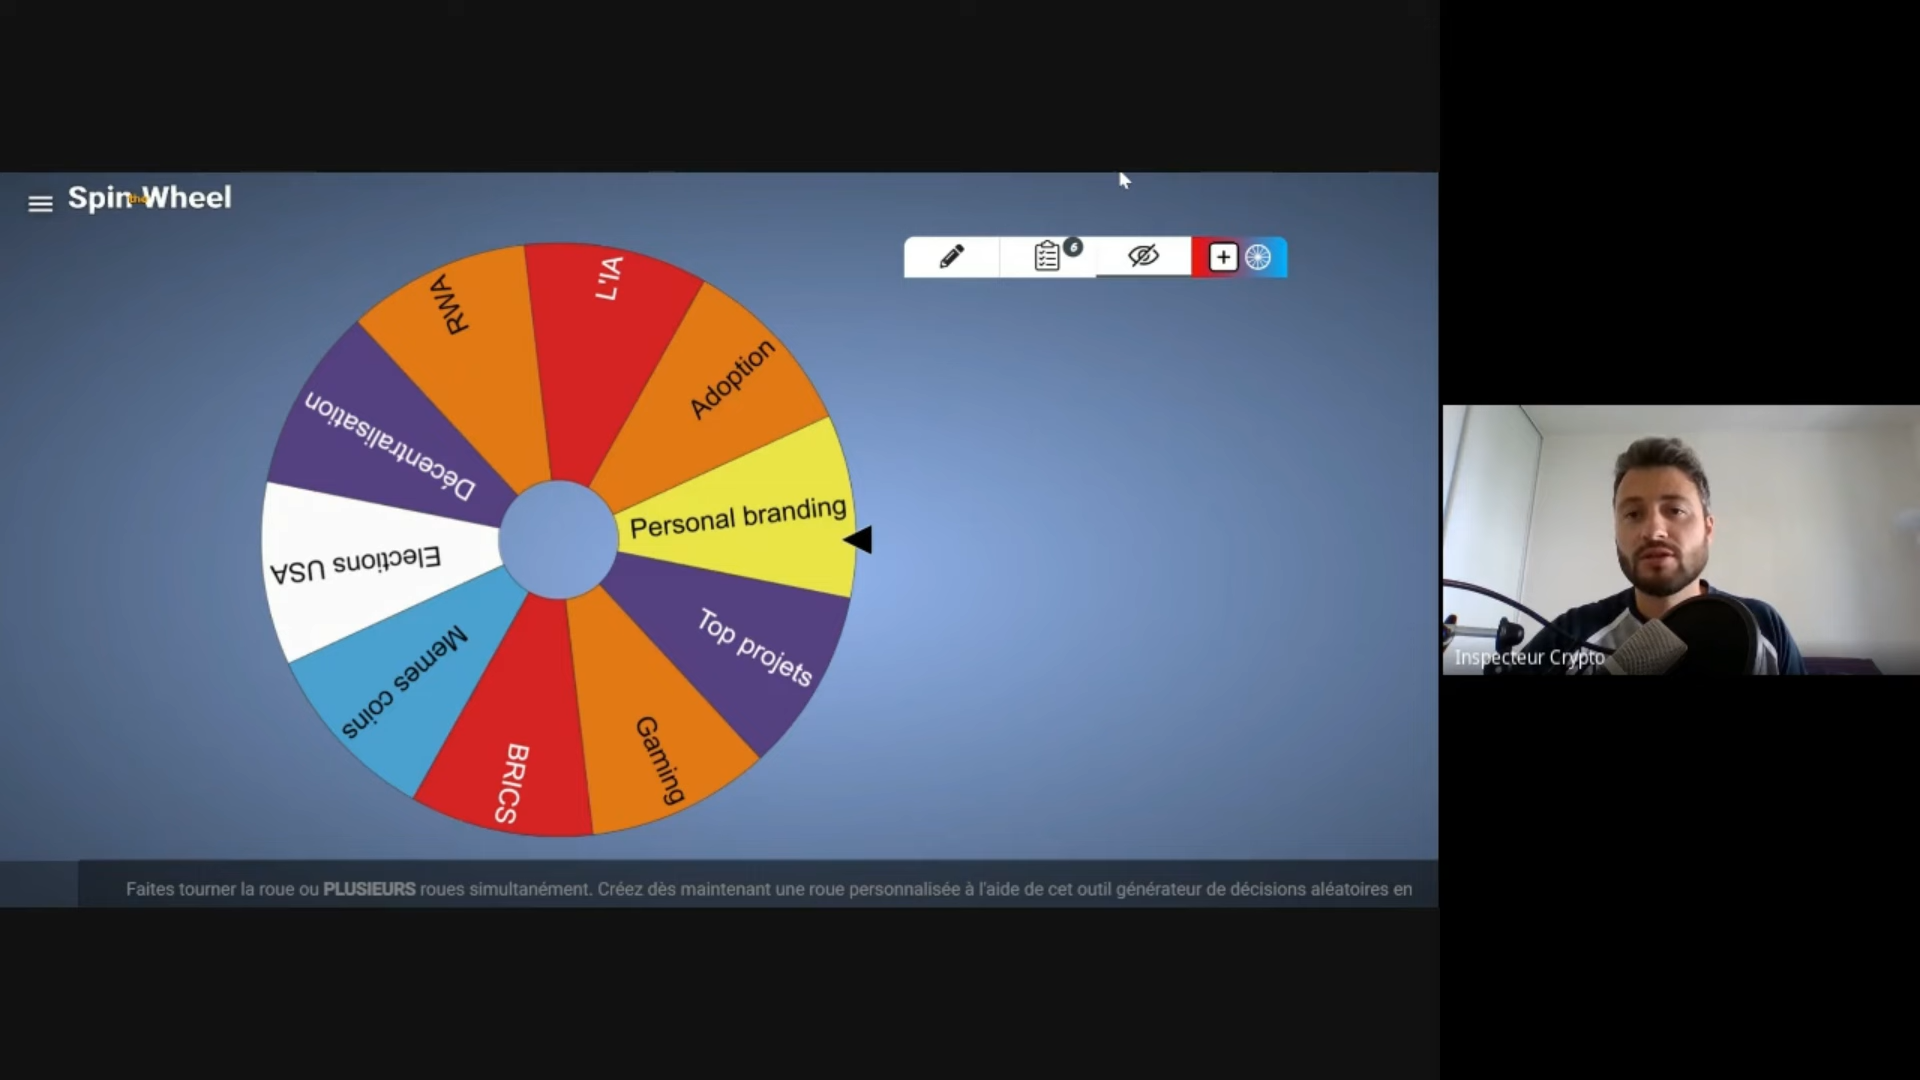 Spin the Wheel
6
RWA
L'IA
Adoption
Décentralisation
Personal branding
Elections USA
Top projets
Memes coins
BRICS
Gaming
Inspecteur Crypto
Faites tourner la roue ou PLUSIEURS roues simultanément. Créez dès maintenant une roue personnalisée à l'aide de cet outil générateur de décisions aléatoires en